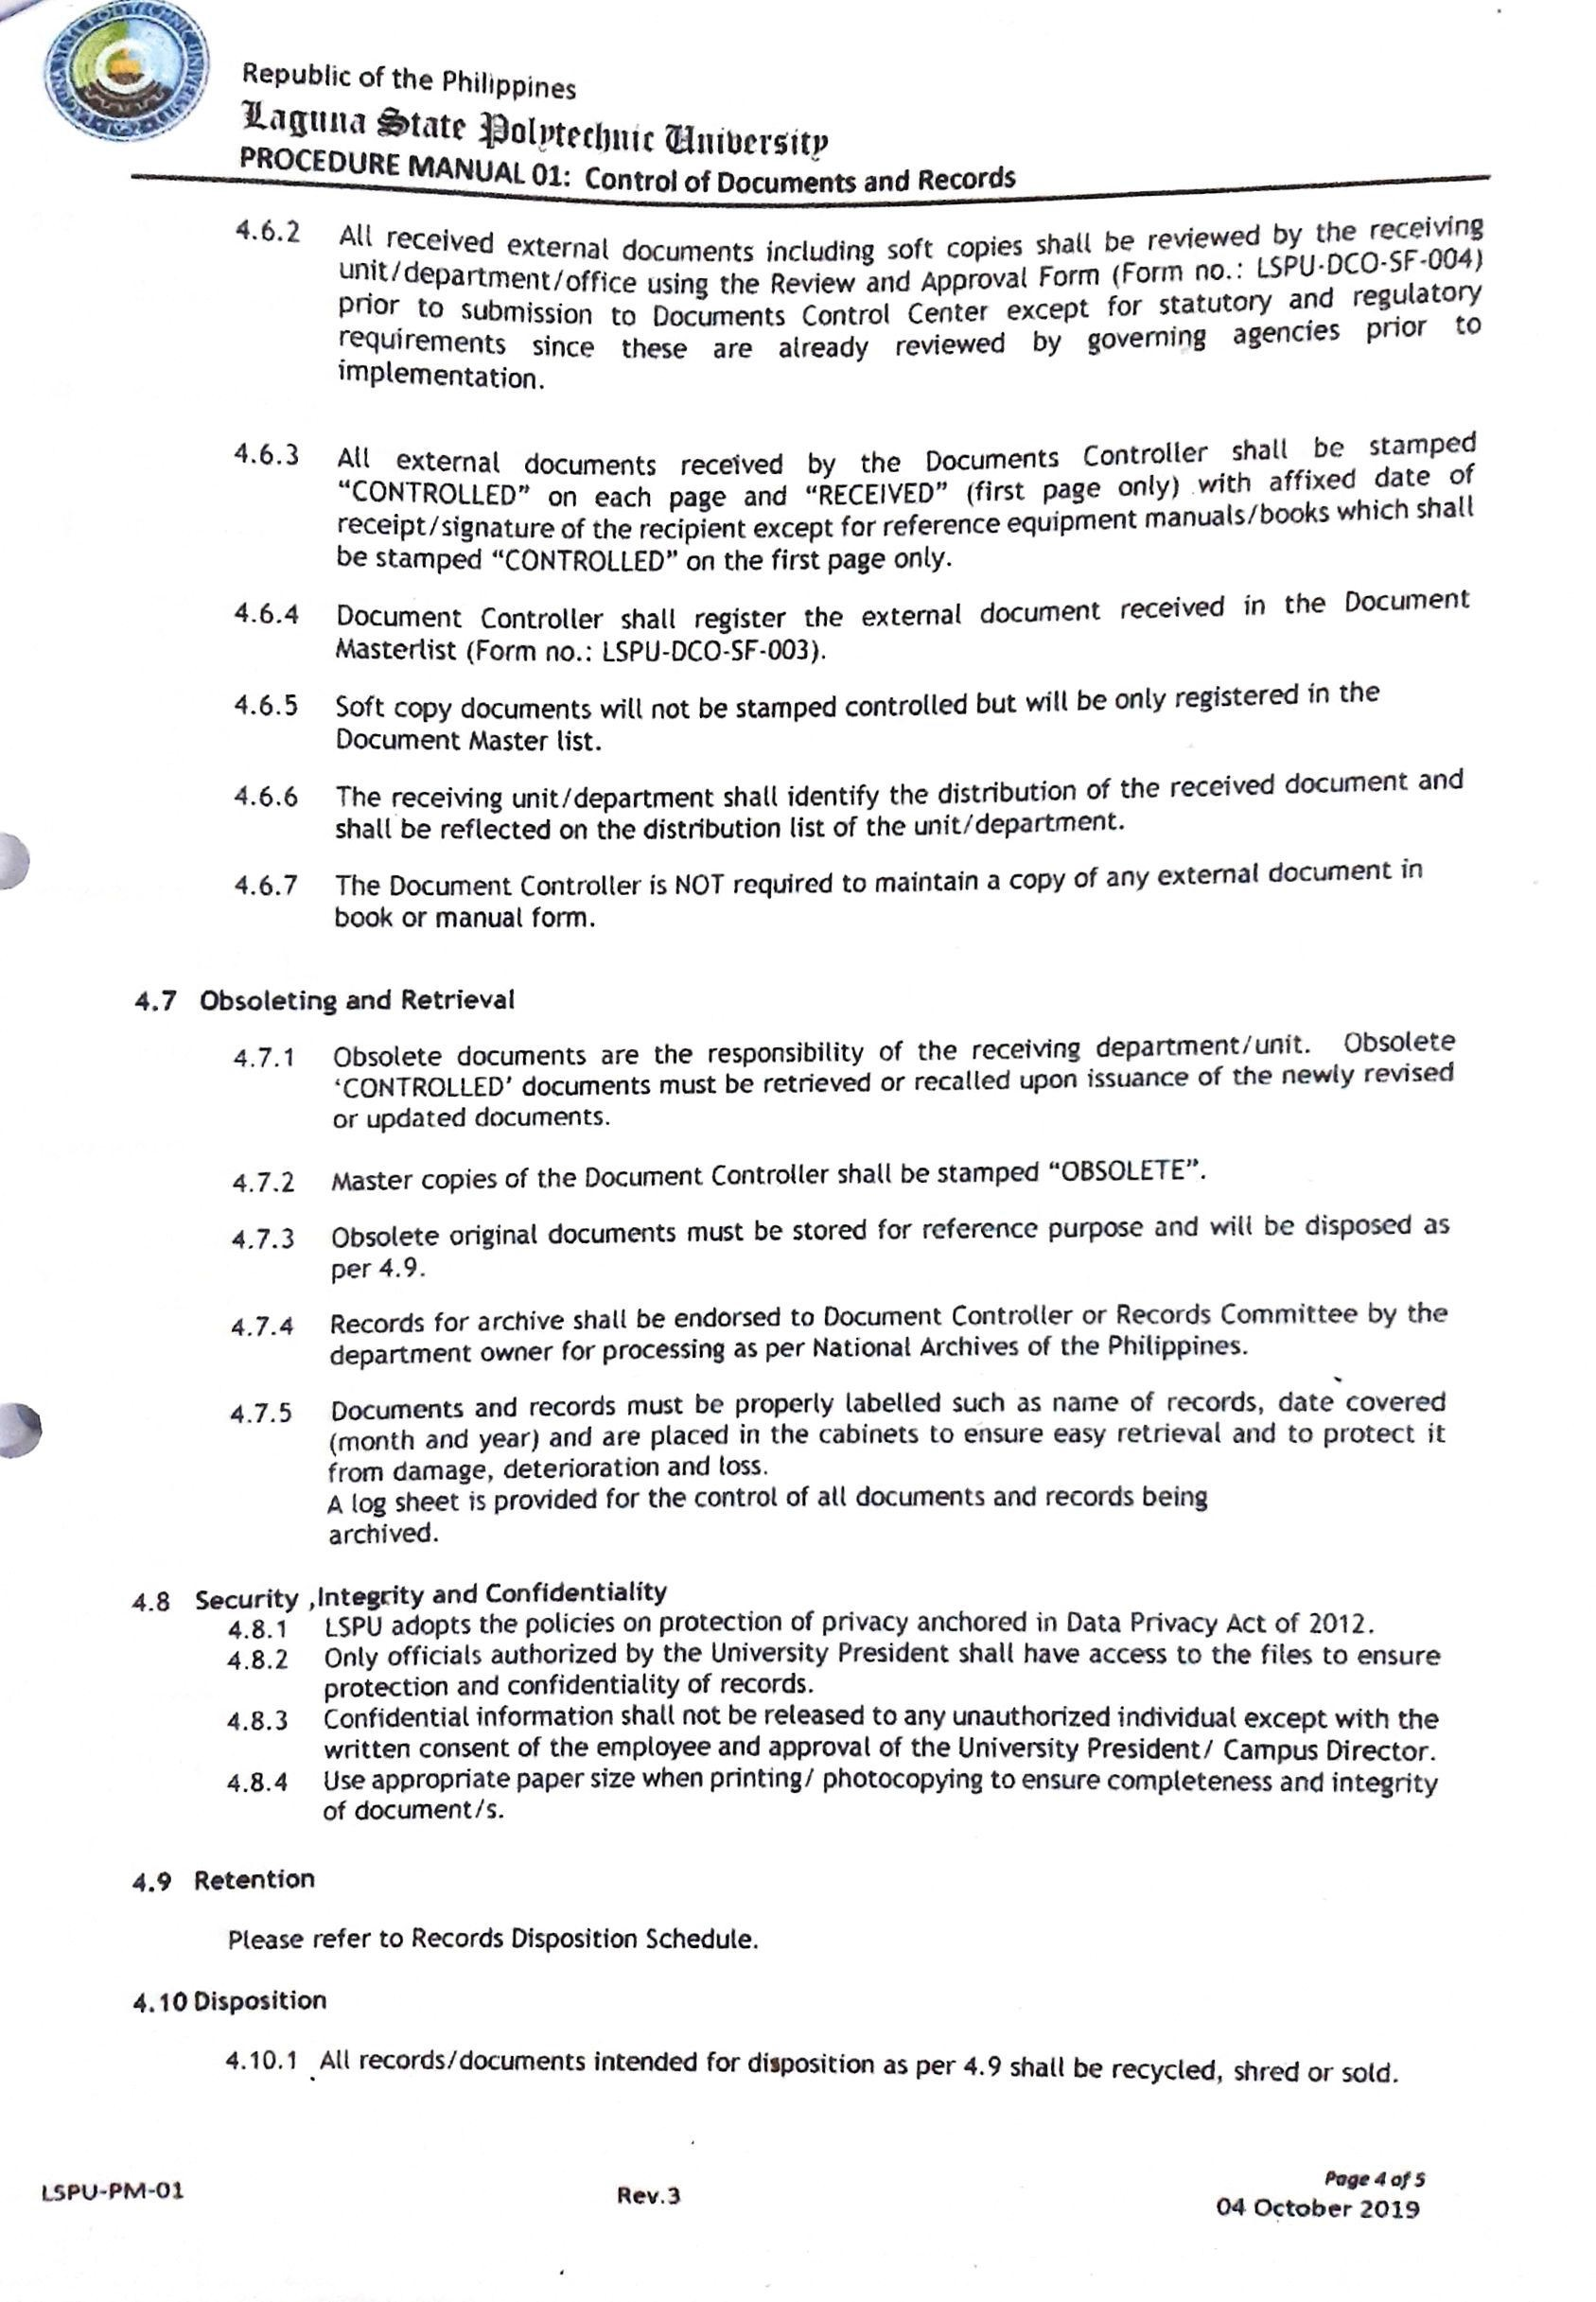 Republic of the Philippines
Laguna State Polytechnic University
PROCEDURE MANUAL 01: Control of Documents and Records
4.6.2 All received external documents including soft copies shall be reviewed by the receiving
unit/department/office using the Review and Approval Form (Form no.: LSPU-DCO-SF-004)
prior to submission to Documents Control Center except for statutory and regulatory
requirements since these are already reviewed by governing agencies prior to
implementation.
4.6.3 All external documents received by the Documents Controller shall be stamped
“CONTROLLED” on each page and “RECEIVED” (first page only) with affixed date of
receipt/signature of the recipient except for reference equipment manuals/books which shall
be stamped “CONTROLLED” on the first page only.
4.6.4 Document Controller shall register the external document received in the Document
Masterlist (Form no.: LSPU-DCO-SF-003).
4.6.5 Soft copy documents will not be stamped controlled but will be only registered in the
Document Master list.
4.6.6 The receiving unit/department shall identify the distribution of the received document and
shall be reflected on the distribution list of the unit/department.
4.6.7 The Document Controller is NOT required to maintain a copy of any external document in
book or manual form.
4.7 Obsoleting and Retrieval
4.7.1 Obsolete documents are the responsibility of the receiving department/unit. Obsolete
‘CONTROLLED’ documents must be retrieved or recalled upon issuance of the newly revised
or updated documents.
4.7.2 Master copies of the Document Controller shall be stamped “OBSOLETE”.
4.7.3 Obsolete original documents must be stored for reference purpose and will be disposed as
per 4.9.
4.7.4 Records for archive shall be endorsed to Document Controller or Records Committee by the
department owner for processing as per National Archives of the Philippines.
4.7.5 Documents and records must be properly labelled such as name of records, date covered
(month and year) and are placed in the cabinets to ensure easy retrieval and to protect it
from damage, deterioration and loss.
A log sheet is provided for the control of all documents and records being
archived.
4.8 Security ,Integrity and Confidentiality
4.8.1 LSPU adopts the policies on protection of privacy anchored in Data Privacy Act of 2012.
4.8.2 Only officials authorized by the University President shall have access to the files to ensure
protection and confidentiality of records.
4.8.3 Confidential information shall not be released to any unauthorized individual except with the
written consent of the employee and approval of the University President/ Campus Director.
4.8.4 Use appropriate paper size when printing/ photocopying to ensure completeness and integrity
of document/s.
4.9 Retention
Please refer to Records Disposition Schedule.
4.10 Disposition
4.10.1 All records/documents intended for disposition as per 4.9 shall be recycled, shred or sold.
LSPU-PM-01
Rev.3
Page 4 of 5
04 October 2019